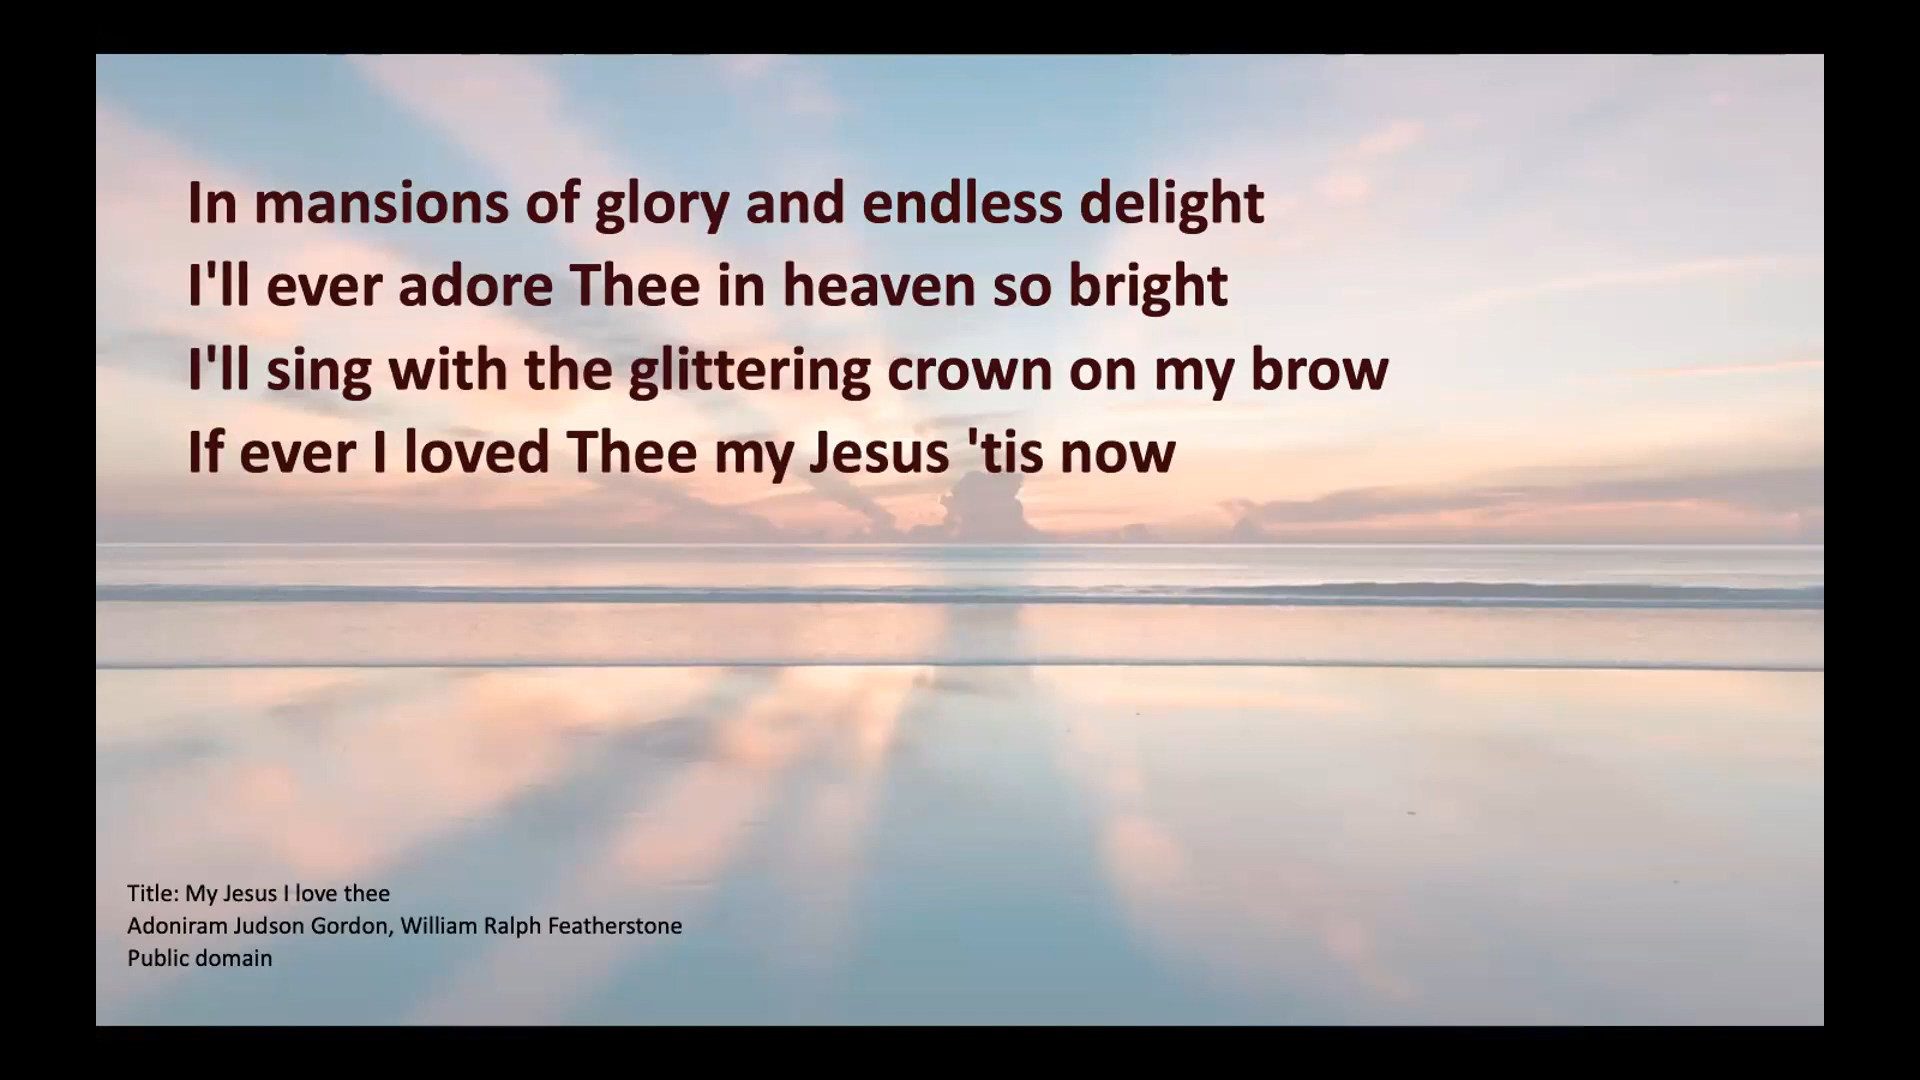 In mansions of glory and endless delight
I'll ever adore Thee in heaven so bright
I'll sing with the glittering crown on my brow
If ever I loved Thee my Jesus 'tis now
Title: My Jesus I love thee
Adoniram Judson Gordon, William Ralph Featherstone
Public domain